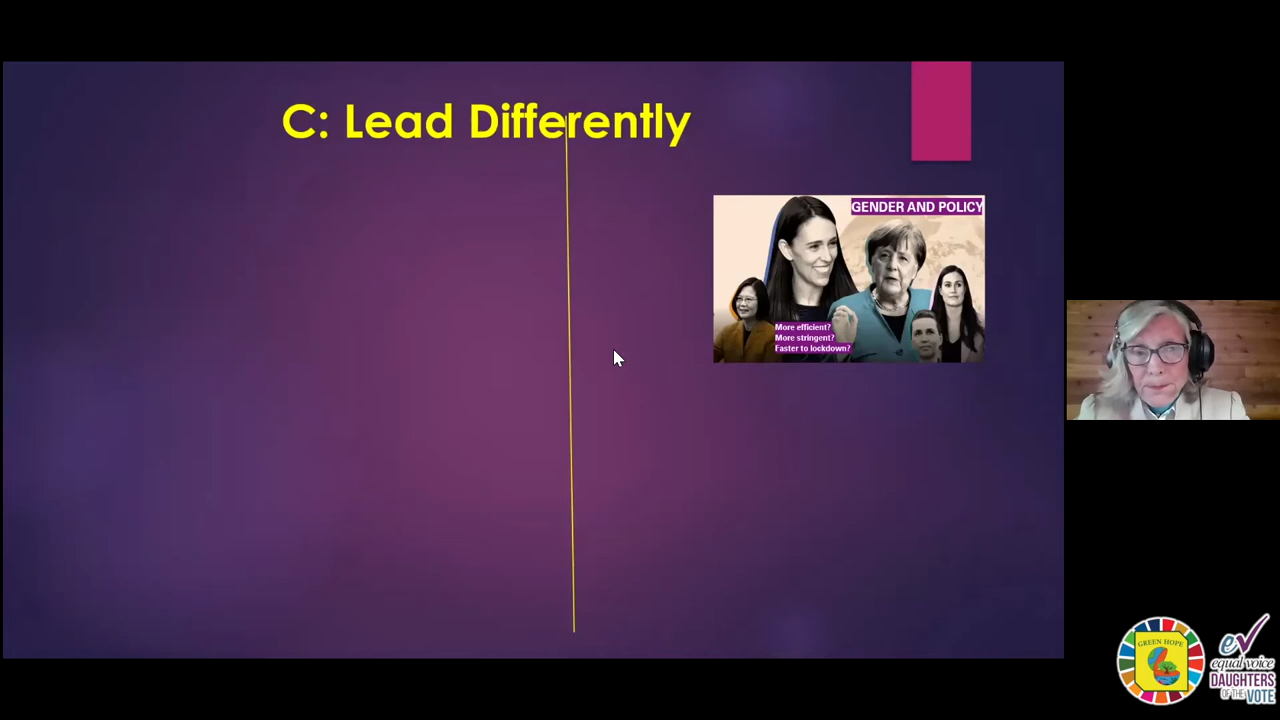 C: Lead Differently
GENDER AND POLICY
More efficient?
More stringent?
Faster to lockdown?
GREEN HOPE
ev
equal voice
DAUGHTERS
OF THE VOTE